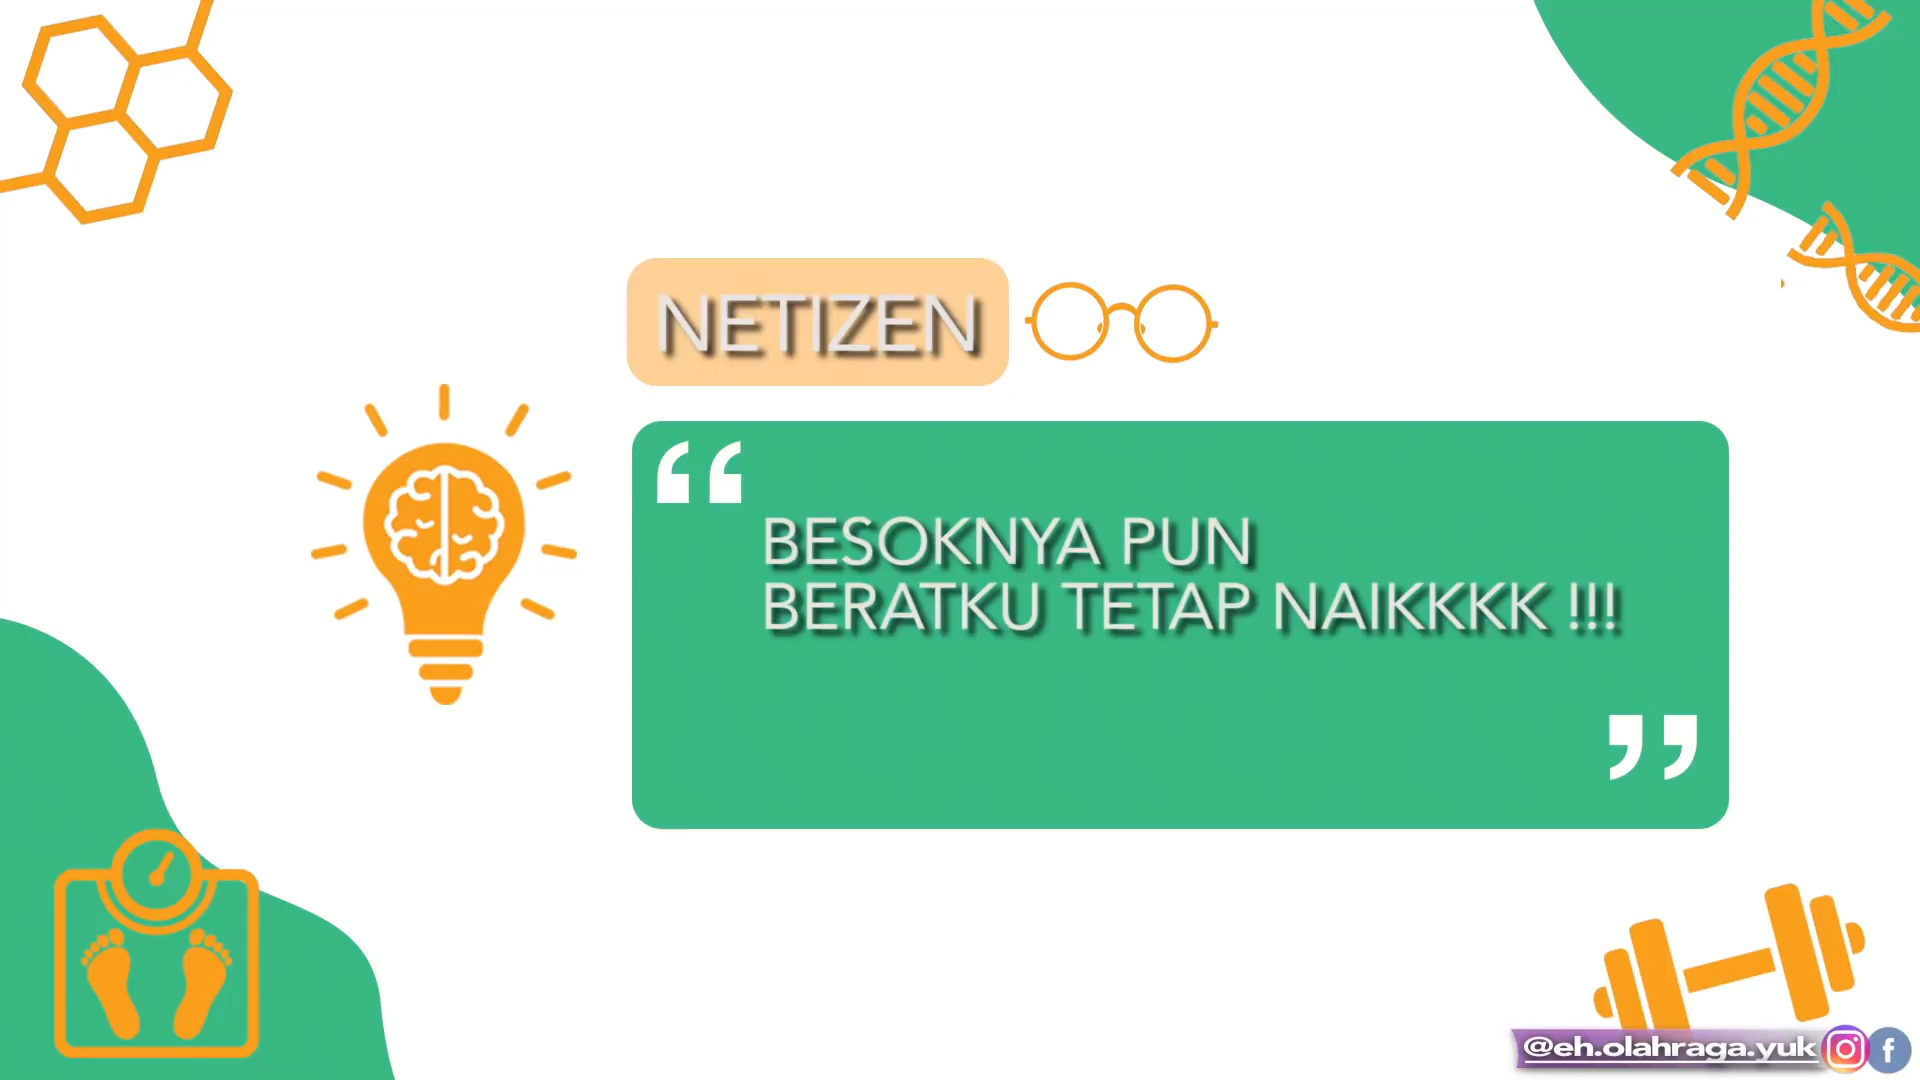 NETIZEN
“
BESOKNYA PUN
BERATKU TETAP NAIKKKK !!!
”
@eh.olahraga.yuk